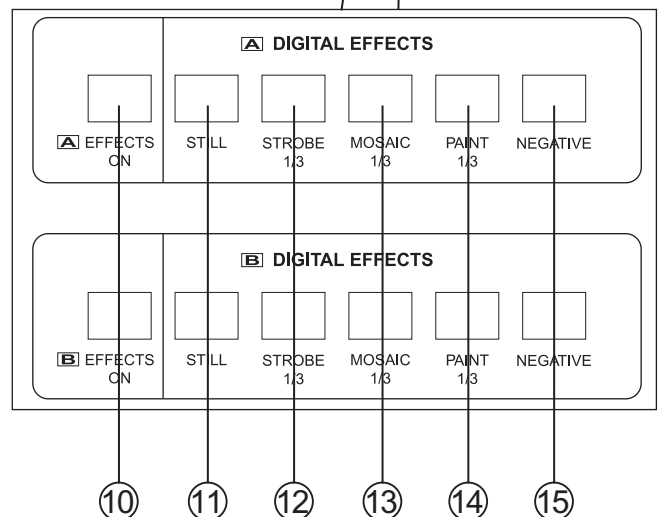 A DIGITAL EFFECTS
A EFFECTS ON
STILL
STROBE 1/3
MOSAIC 1/3
PAINT 1/3
NEGATIVE
B DIGITAL EFFECTS
B EFFECTS ON
STILL
STROBE 1/3
MOSAIC 1/3
PAINT 1/3
NEGATIVE
10 11 12 13 14 15